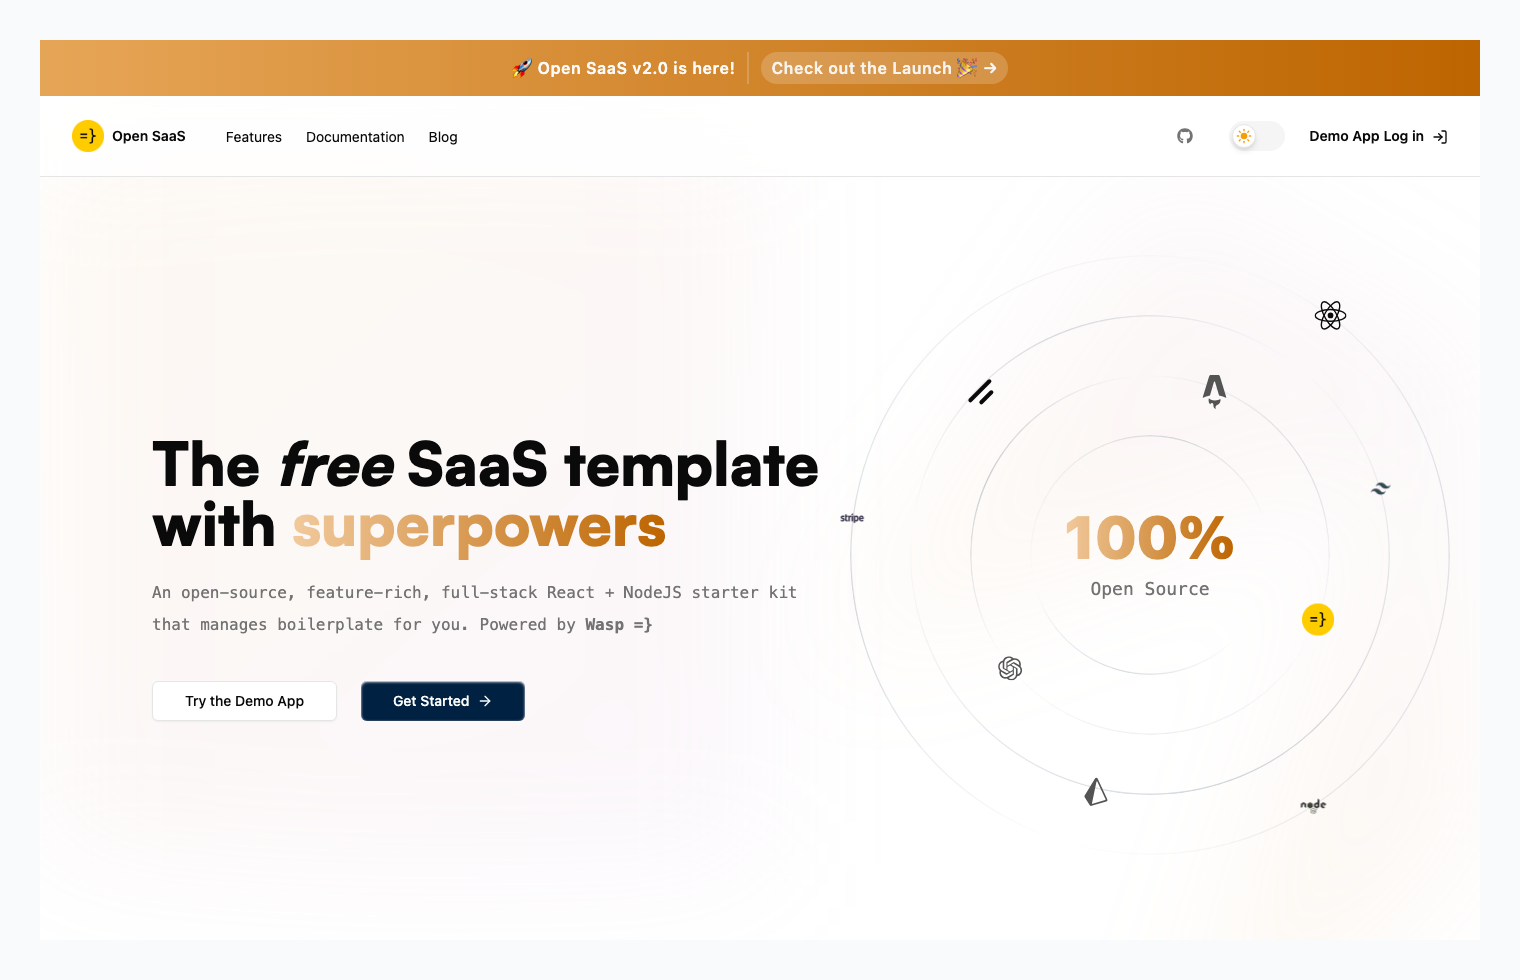 🚀 Open SaaS v2.0 is here! Check out the Launch 🎉 →
=} Open SaaS Features Documentation Blog Demo App Log in
The free SaaS template
with superpowers
An open-source, feature-rich, full-stack React + NodeJS starter kit
that manages boilerplate for you. Powered by Wasp =}
Try the Demo App Get Started →
stripe
100%
Open Source
=}
node